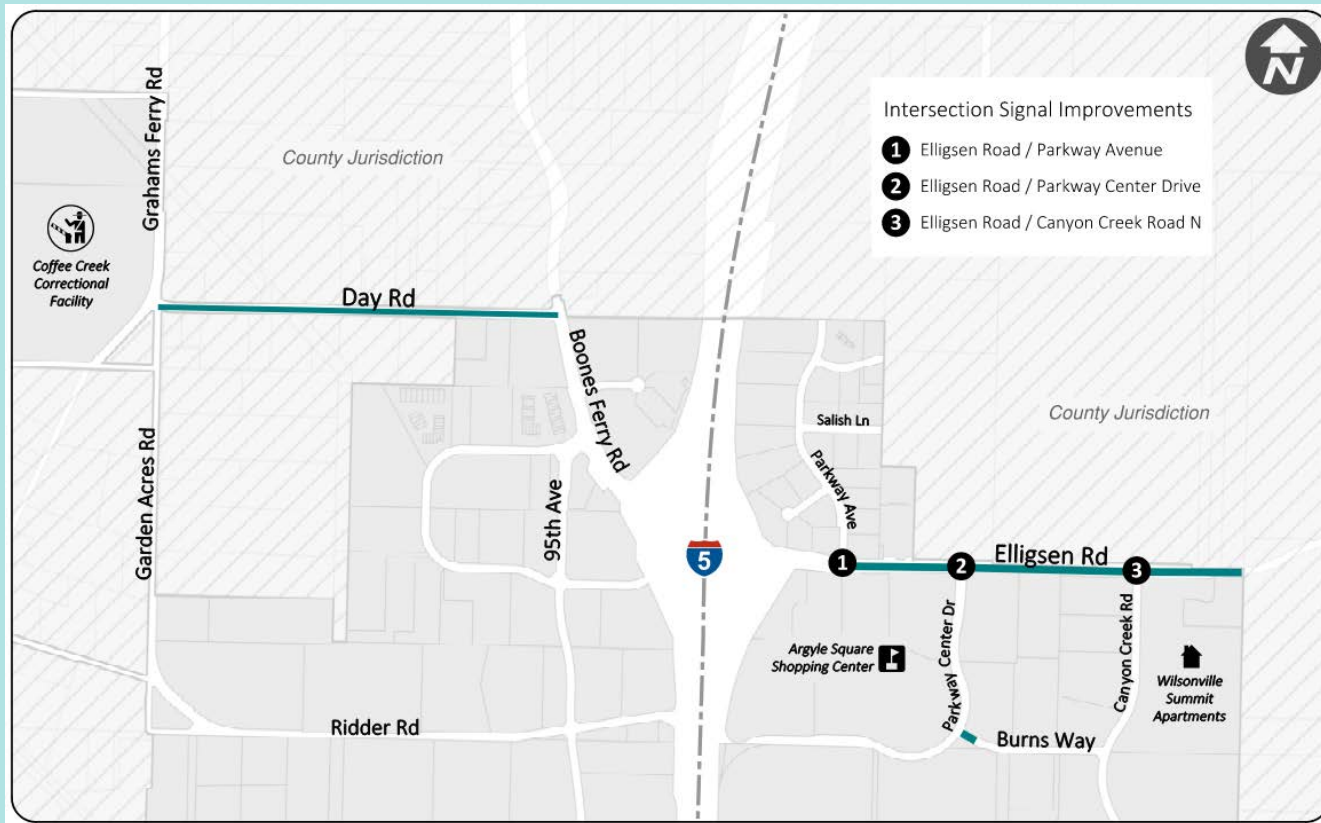 N
Intersection Signal Improvements
1 Elligsen Road / Parkway Avenue
2 Elligsen Road / Parkway Center Drive
3 Elligsen Road / Canyon Creek Road N
Grahams Ferry Rd
County Jurisdiction
Coffee Creek
Correctional
Facility
Day Rd
Boones Ferry Rd
Salish Ln
County Jurisdiction
Parkway Ave
Garden Acres Rd
95th Ave
5
1
2
Elligsen Rd
3
Argyle Square
Shopping Center
Parkway Center Dr
Canyon Creek Rd
Wilsonville
Summit
Apartments
Ridder Rd
Burns Way